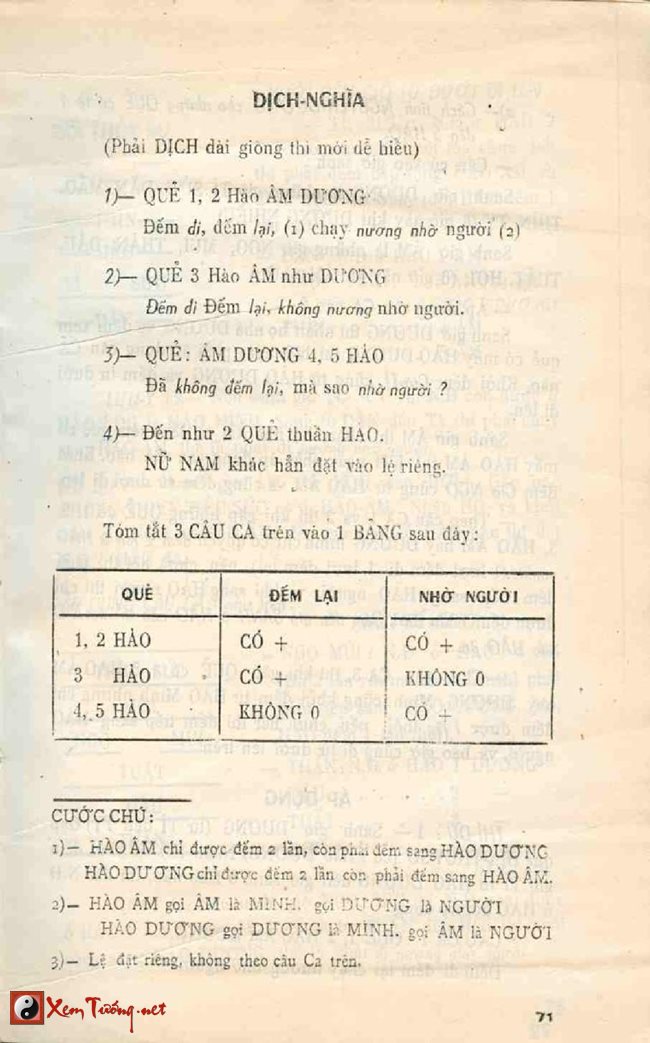 DỊCH-NGHĨA
(Phải DỊCH dài giòng thì mới dễ hiểu)
1)— QUẺ 1, 2 Hào ÂM DƯƠNG
Đếm đi, đếm lại, (1) chạy nương nhờ người (2)
2)— QUẺ 3 Hào ÂM như DƯƠNG
Đếm đi Đếm lại, không nương nhờ người.
3)— QUẺ: ÂM DƯƠNG 4, 5 HÀO
Đã không đếm lại, mà sao nhờ người ?
4)— Đến như 2 QUẺ thuần HÀO.
NỮ NAM khác hẳn đặt vào lệ riêng.
Tóm tắt 3 CÂU CA trên vào 1 BẢNG sau đây:
QUẺ ĐẾM LẠI NHỜ NGƯỜI
1, 2 HÀO CÓ + CÓ +
3 HÀO CÓ + KHÔNG 0
4, 5 HÀO KHÔNG 0 CÓ +
CƯỚC CHÚ:
1)— HÀO ÂM chỉ được đếm 2 lần, còn phải đếm sang HÀO DƯƠNG
HÀO DƯƠNG chỉ được đếm 2 lần còn phải đếm sang HÀO ÂM.
2)— HÀO ÂM gọi ÂM là MÌNH. gọi DƯƠNG là NGƯỜI
HÀO DƯƠNG gọi DƯƠNG là MÌNH. gọi ÂM là NGƯỜI
3)— Lệ đặt riêng, không theo câu Ca trên.
XemTướng.net
71